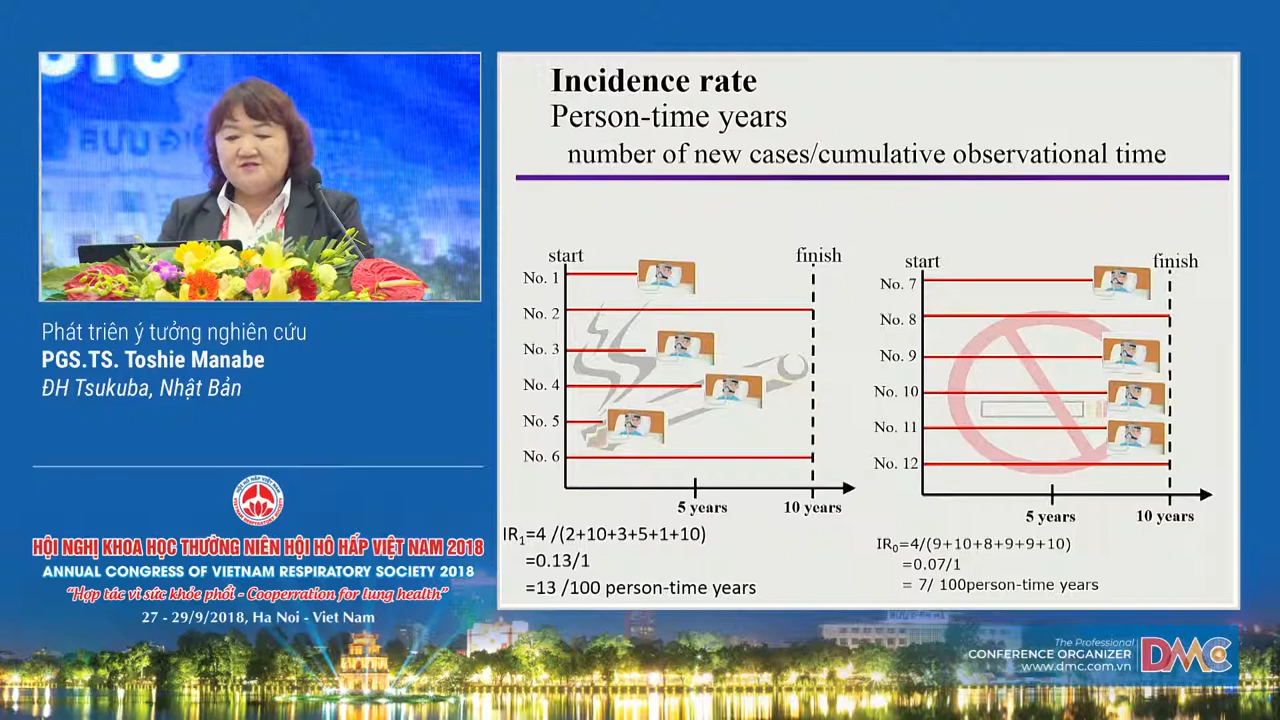 Phát triên ý tưởng nghiên cứu
PGS.TS. Toshie Manabe
ĐH Tsukuba, Nhật Bản
HỘI HÔ HẤP VIỆT NAM
HỘI NGHỊ KHOA HỌC THƯỜNG NIÊN HỘI HÔ HẤP VIỆT NAM 2018
ANNUAL CONGRESS OF VIETNAM RESPIRATORY SOCIETY 2018
“Hợp tác vì sức khỏe phổi - Cooperration for lung health”
27 - 29/9/2018, Ha Noi - Viet Nam
Incidence rate
Person-time years
number of new cases/cumulative observational time
start
finish
No. 1
No. 2
No. 3
No. 4
No. 5
No. 6
5 years
10 years
IR1=4 /(2+10+3+5+1+10)
=0.13/1
=13 /100 person-time years
start
finish
No. 7
No. 8
No. 9
No. 10
No. 11
No. 12
5 years
10 years
IR0=4/(9+10+8+9+9+10)
=0.07/1
= 7/ 100person-time years
The Professional
CONFERENCE ORGANIZER
www.dmc.com.vn
DMC